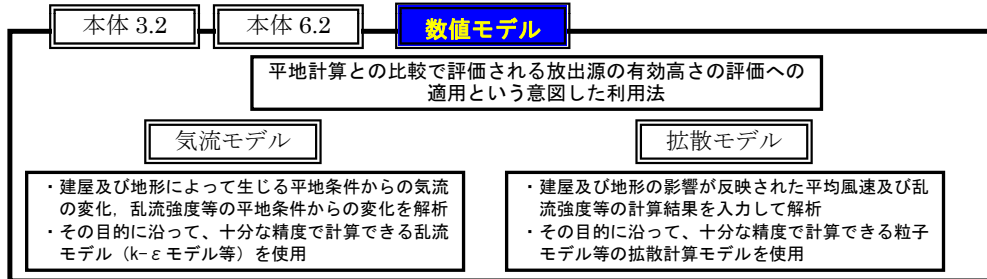 本体 3.2
本体 6.2
数値モデル
平地計算との比較で評価される放出源の有効高さの評価への
適用という意図した利用法
気流モデル
・建屋及び地形によって生じる平地条件からの気流
の変化，乱流強度等の平地条件からの変化を解析
・その目的に沿って、十分な精度で計算できる乱流
モデル（k-εモデル等）を使用
拡散モデル
・建屋及び地形の影響が反映された平均風速及び乱
流強度等の計算結果を入力して解析
・その目的に沿って、十分な精度で計算できる粒子
モデル等の拡散計算モデルを使用